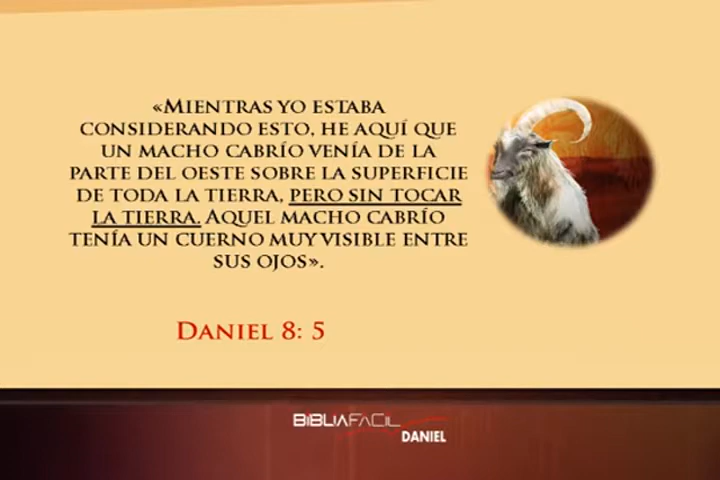 «Mientras yo estaba
considerando esto, he aquí que
un macho cabrío venía de la
parte del oeste sobre la superficie
de toda la tierra, pero sin tocar
la tierra. Aquel macho cabrío
tenía un cuerno muy visible entre
sus ojos».
Daniel 8: 5
BIBLIAFACIL
DANIEL